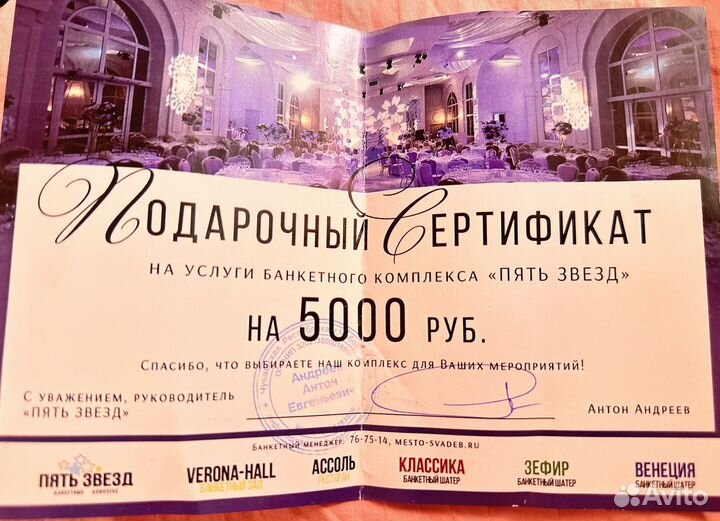 Подарочный Сертификат
на услуги банкетного комплекса «ПЯТЬ ЗВЕЗД»
на 5000 руб.
Спасибо, что выбираете наш комплекс для Ваших мероприятий!
С уважением, руководитель
«ПЯТЬ ЗВЕЗД»
Андреев
Антон
Евгеньевич
Антон Андреев
Банкетный менеджер: 76-75-14, mesto-svadeb.ru
ПЯТЬ ЗВЕЗД
БАНКЕТНЫЙ КОМПЛЕКС
VERONA-HALL
БАНКЕТНЫЙ ЗАЛ
АССОЛЬ
РЕСТОРАН
КЛАССИКА
БАНКЕТНЫЙ ШАТЕР
ЗЕФИР
БАНКЕТНЫЙ ШАТЕР
ВЕНЕЦИЯ
БАНКЕТНЫЙ ШАТЕР
Avito